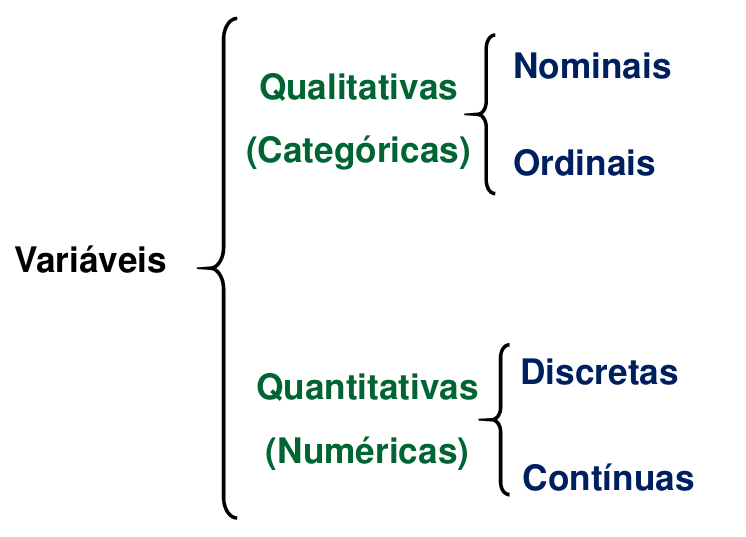 Variáveis
Qualitativas
(Categóricas)
Nominais
Ordinais
Quantitativas
(Numéricas)
Discretas
Contínuas